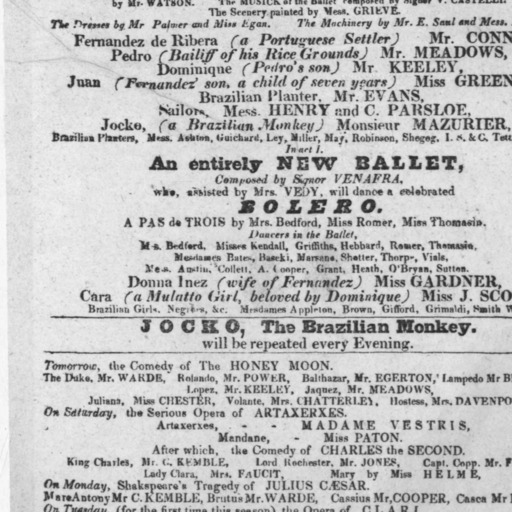 by Mr. WATSON. The MUSICK of the Ballet composed by Signor V. CASTELLI.
The Scenery painted by Mess. GRIEVE.
The Dresses by Mr Palmer and Miss Egan. The Machinery by Mr. E. Saul and Mess.
Fernandez de Ribera (a Portuguese Settler) Mr. CONN
Pedro (Bailiff of his Rice Grounds) Mr. MEADOWS,
Dominique (Pedro's son) Mr. KEELEY,
Juan (Fernandez' son, a child of seven years) Miss GREEN
Brazilian Planter, Mr. EVANS,
Sailors, Mess. HENRY and C. PARSLOE,
Jocko, (a Brazilian Monkey) Monsieur MAZURIER,
Brazilian Planters, Mess. Ashton, Guichard, Ley, Miller, May, Robinson, Shegog, I. S. & C. Tett
In act I.
An entirely NEW BALLET,
Composed by Signor VENAFRA,
who, assisted by Mrs. VEDY, will dance a celebrated
BOLERO.
A PAS de TROIS by Mrs. Bedford, Miss Romer, Miss Thomasin.
Dancers in the Ballet,
Mrs. Bedford, Misses Kendall, Griffiths, Hebbard, Romer, Thomasin,
Mesdames Bates, Baseki, Marsano, Shotter, Thorpe, Vials,
Mess. Austin, Collett, A. Cooper, Grant, Heath, O'Bryan, Sutton.
Donna Inez (wife of Fernandez) Miss GARDNER,
Cara (a Mulatto Girl, beloved by Dominique) Miss J. SCO
Brazilian Girls, Negries, &c. Mesdames Appleton, Brown, Gifford, Grimaldi, Smith W
JOCKO, The Brazilian Monkey.
will be repeated every Evening.
Tomorrow, the Comedy of The HONEY MOON.
The Duke, Mr. WARDE, Rolando, Mr. POWER, Balthazar, Mr. EGERTON, Lampedo Mr B
Lopez, Mr. KEELEY, Jaquez, Mr. MEADOWS,
Juliana, Miss CHESTER, Volante, Mrs. CHATTERLEY, Hostess, Mrs. DAVENPO
On Saturday, the Serious Opera of ARTAXERXES.
Artaxerxes, - - MADAME VESTRIS,
Mandane, - Miss PATON.
After which, the Comedy of CHARLES the SECOND.
King Charles, Mr. C. KEMBLE, Lord Rochester, Mr. JONES, Capt. Copp. Mr. F
Lady Clara, Mrs. FAUCIT, Mary by Miss HELME,
On Monday, Shakspeare's Tragedy of JULIUS CÆSAR.
Marc Antony Mr C. KEMBLE, Brutus Mr. WARDE, Cassius Mr, COOPER, Casca Mr
On Tuesday, (for the first time this season) the Opera of CLARI